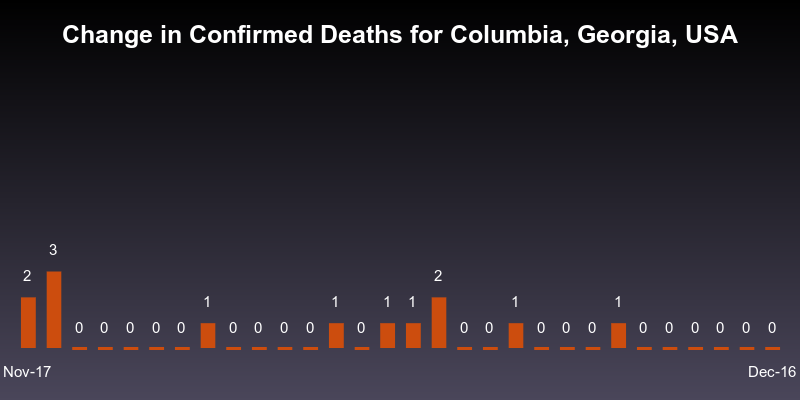 Change in Confirmed Deaths for Columbia, Georgia, USA
2 3 0 0 0 0 0 1 0 0 0 0 1 0 1 1 2 0 0 1 0 0 0 1 0 0 0 0 0 0
Nov-17 Dec-16